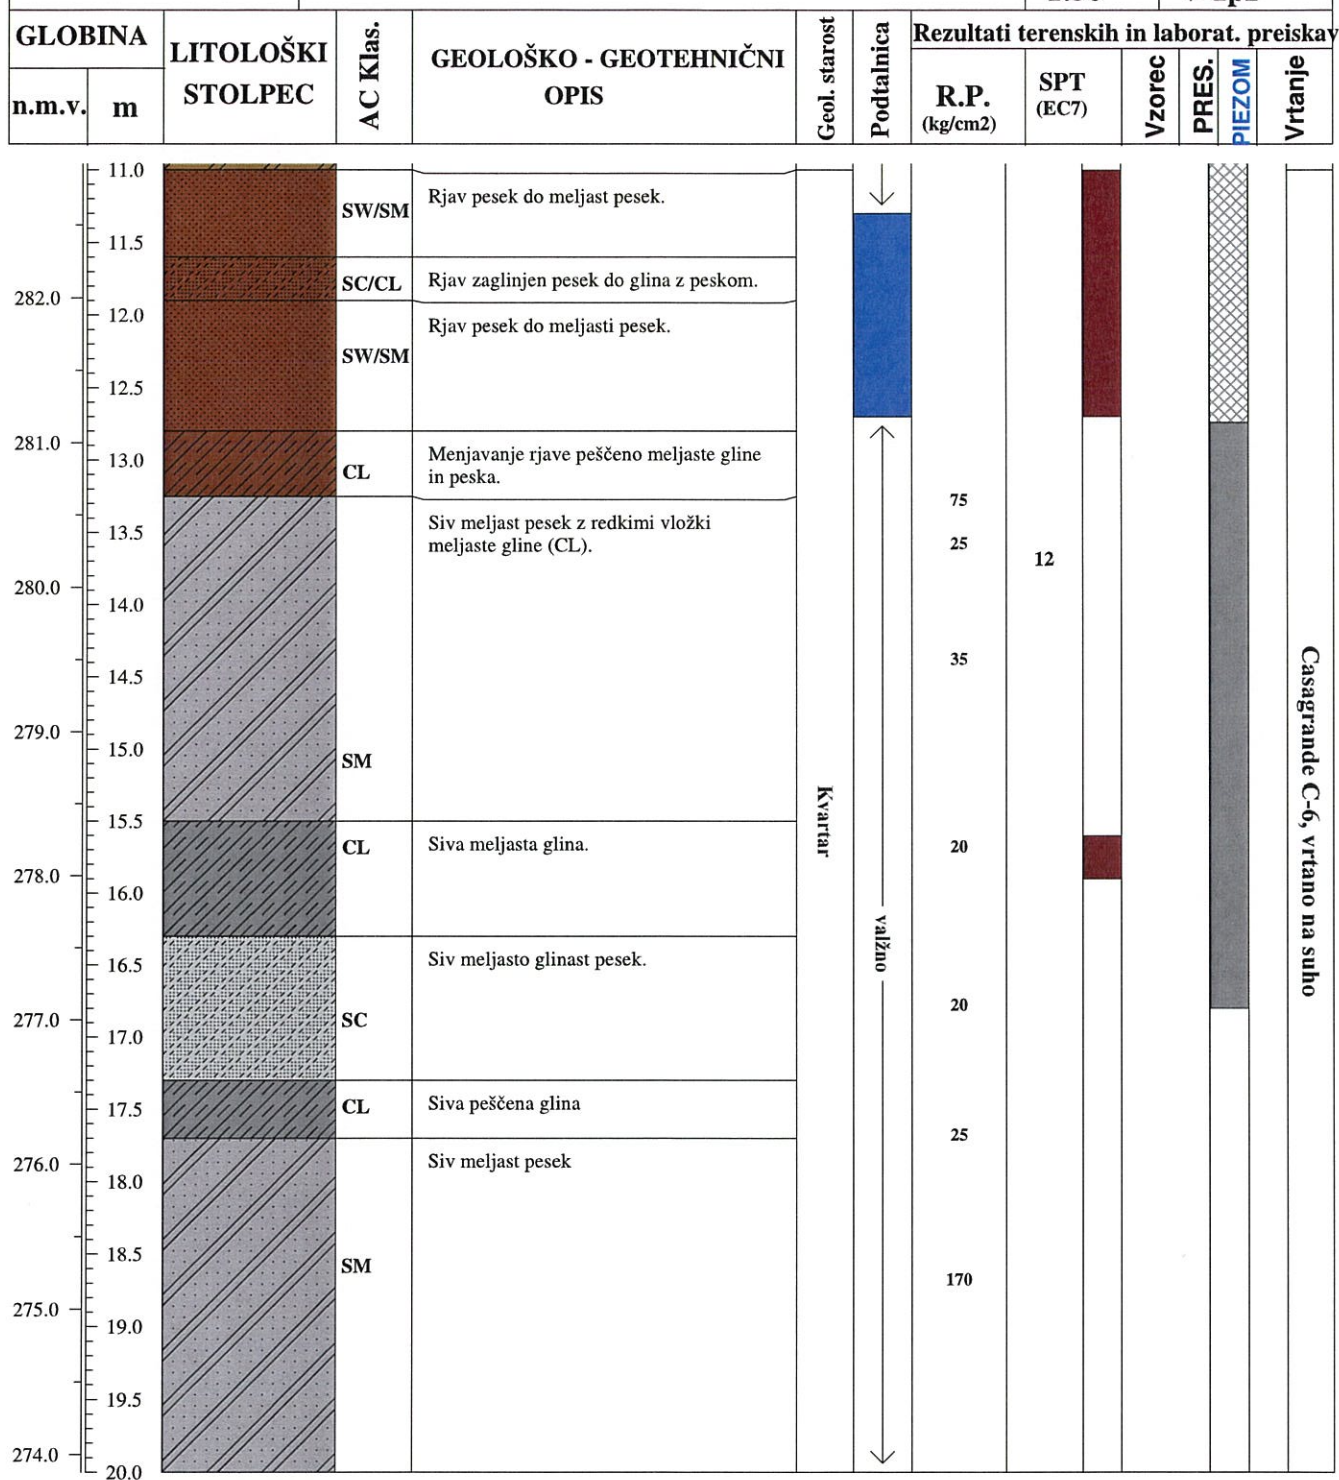 GLOBINA
n.m.v.
m
LITOLOŠKI
STOLPEC
AC Klas.
GEOLOŠKO - GEOTEHNIČNI
OPIS
Geol. starost
Podtalnica
Rezultati terenskih in laborat. preiskav
R.P.
(kg/cm2)
SPT
(EC7)
Vzorec
PRES.
PIEZOM
Vrtanje
11.0
SW/SM
Rjav pesek do meljast pesek.
11.5
SC/CL
Rjav zaglinjen pesek do glina z peskom.
282.0
12.0
Rjav pesek do meljasti pesek.
SW/SM
12.5
281.0
13.0
CL
Menjavanje rjave peščeno meljaste gline
in peska.
75
Siv meljast pesek z redkimi vložki
13.5
meljaste gline (CL).
25
12
280.0
14.0
35
14.5
279.0
15.0
SM
15.5
Kvartar
CL
Siva meljasta glina.
20
278.0
16.0
valžno
Casagrande C-6, vrtano na suho
16.5
Siv meljasto glinast pesek.
20
277.0
SC
17.0
17.5
CL
Siva peščena glina
25
276.0
Siv meljast pesek
18.0
18.5
SM
170
275.0
19.0
19.5
274.0
20.0